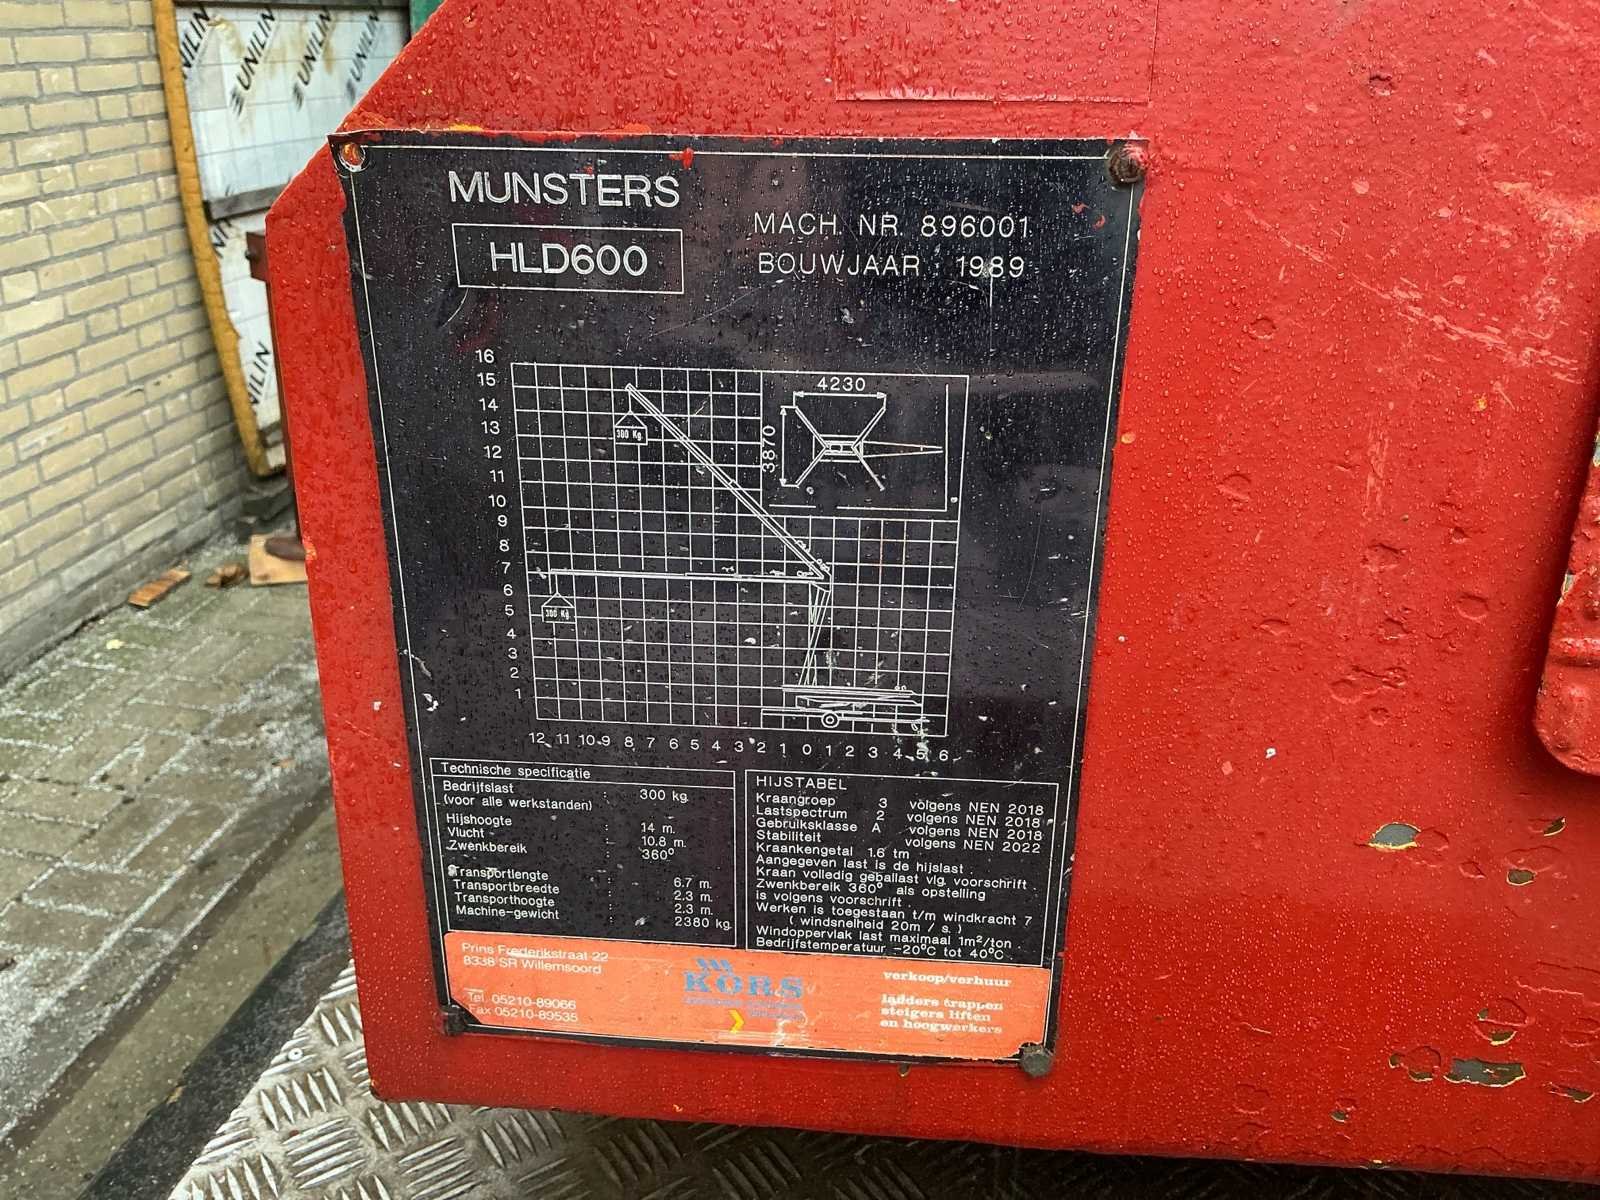 UNILIN
UNILIN
UNILIN
UNILIN
MUNSTERS
HLD600
MACH. NR. 896001
BOUWJAAR : 1989
16
15
14
13
12
11
10
9
8
7
6
5
4
3
2
1
4230
3870
300 Kg.
300 Kg.
12 11 10 9 8 7 6 5 4 3 2 1 0 1 2 3 4 5 6
Technische specificatie
Bedrijfslast : 300 kg.
(voor alle werkstanden)
Hijshoogte : 14 m.
Vlucht : 10.8 m.
Zwenkbereik : 360°
Transportlengte : 6.7 m.
Transportbreedte : 2.3 m.
Transporthoogte : 2.3 m.
Machine-gewicht : 2380 kg.
HIJSTABEL
Kraangroep 3 volgens NEN 2018
Lastspectrum 2 volgens NEN 2018
Gebruiksklasse A volgens NEN 2018
Stabiliteit volgens NEN 2022
Kraankengetal 1.6 tm
Aangegeven last is de hijslast.
Kraan volledig geballast vlg. voorschrift.
Zwenkbereik 360° als opstelling
is volgens voorschrift.
Werken is toegestaan t/m windkracht 7
( windsnelheid 20m / s. )
Windoppervlak last maximaal 1m²/ton.
Bedrijfstemperatuur -20°C tot 40°C.
Prins Frederikstraat 22
8338 SR Willemsoord
Tel. 05210-89066
Fax 05210-89535
KORS
verkoop/verhuur
ladders trappen
steigers liften
en hoogwerkers